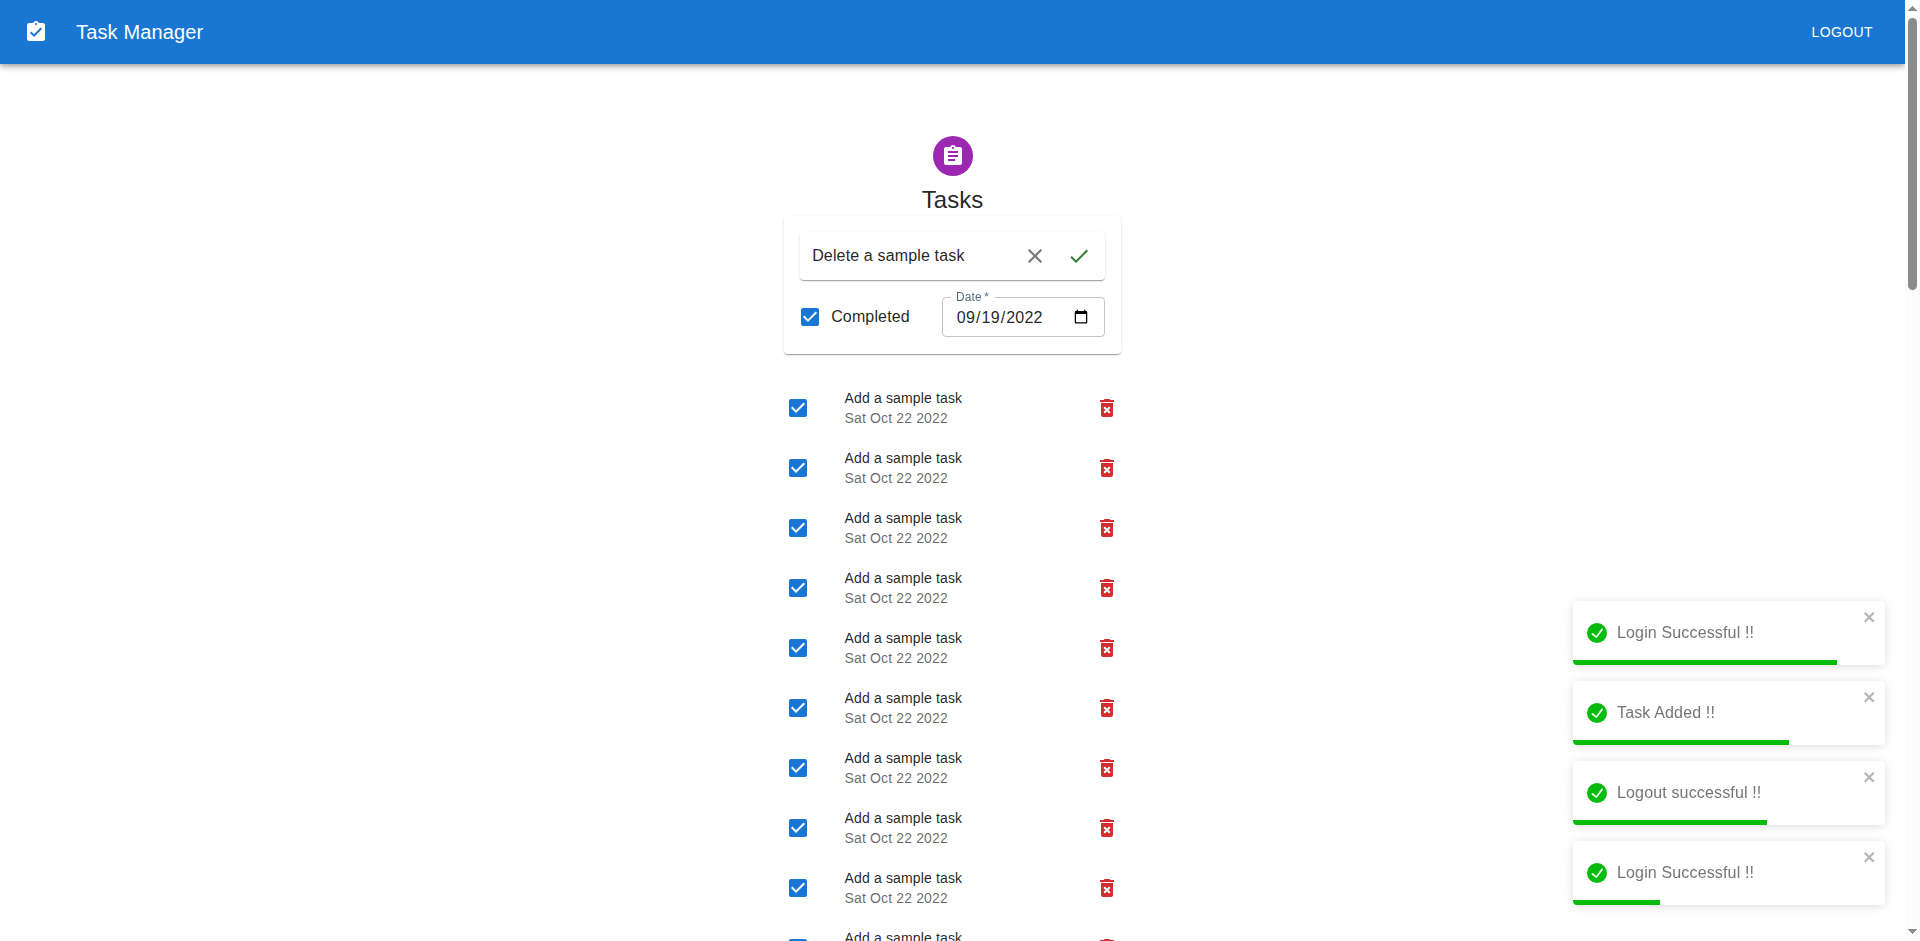 Task Manager
LOGOUT
Tasks
Delete a sample task
Completed
Date *
09/19/2022
Add a sample task
Sat Oct 22 2022
Add a sample task
Sat Oct 22 2022
Add a sample task
Sat Oct 22 2022
Add a sample task
Sat Oct 22 2022
Add a sample task
Sat Oct 22 2022
Add a sample task
Sat Oct 22 2022
Add a sample task
Sat Oct 22 2022
Add a sample task
Sat Oct 22 2022
Add a sample task
Sat Oct 22 2022
Add a sample task
Login Successful !!
Task Added !!
Logout successful !!
Login Successful !!